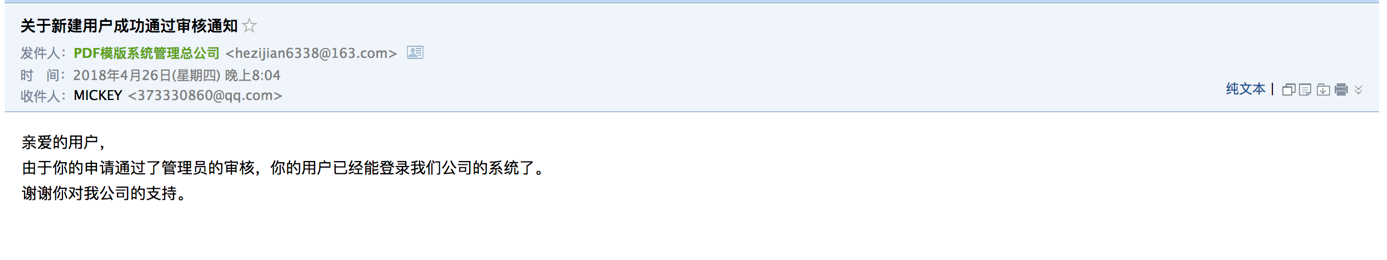 关于新建用户成功通过审核通知☆
发件人：PDF模版系统管理总公司 <hezijian6338@163.com>
时 间：2018年4月26日(星期四) 晚上8:04
收件人：MICKEY <373330860@qq.com>
纯文本 |
亲爱的用户，
由于你的申请通过了管理员的审核，你的用户已经能登录我们公司的系统了。
谢谢你对我公司的支持。